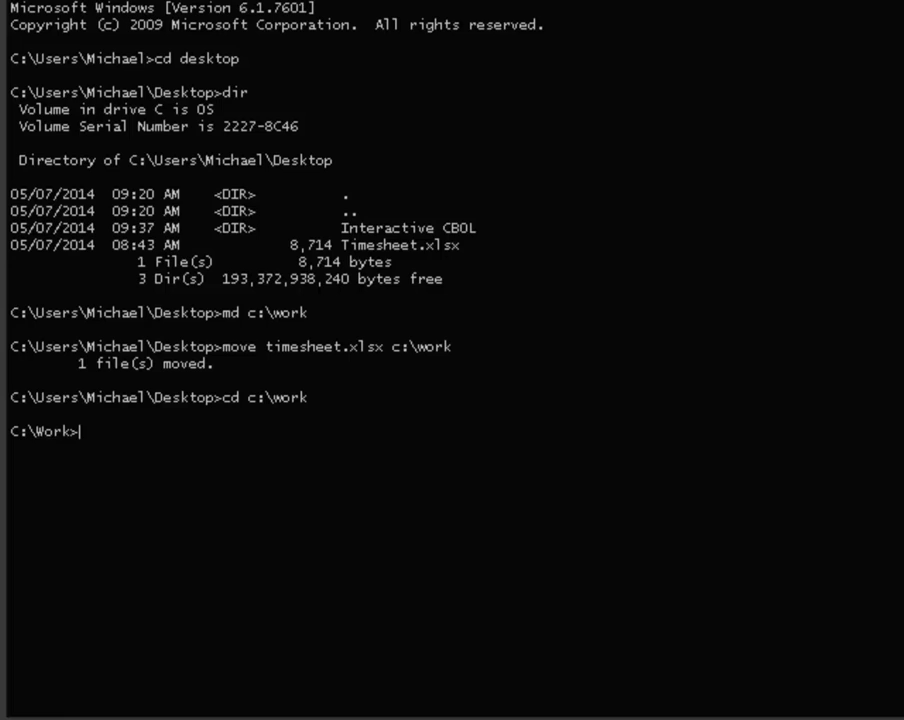 Microsoft Windows [Version 6.1.7601]
Copyright (c) 2009 Microsoft Corporation.  All rights reserved.
C:\Users\Michael>cd desktop
C:\Users\Michael\Desktop>dir
 Volume in drive C is OS
 Volume Serial Number is 2227-8C46
 Directory of C:\Users\Michael\Desktop
05/07/2014  09:20 AM    <DIR>          .
05/07/2014  09:20 AM    <DIR>          ..
05/07/2014  09:37 AM    <DIR>          Interactive CBOL
05/07/2014  08:43 AM             8,714 Timesheet.xlsx
               1 File(s)          8,714 bytes
               3 Dir(s)  193,372,938,240 bytes free
C:\Users\Michael\Desktop>md c:\work
C:\Users\Michael\Desktop>move timesheet.xlsx c:\work
        1 file(s) moved.
C:\Users\Michael\Desktop>cd c:\work
C:\Work>